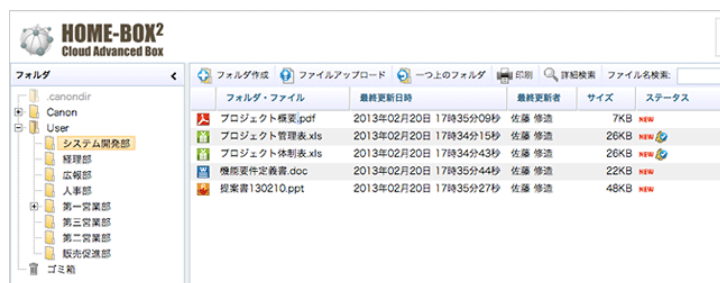 HOME-BOX²
Cloud Advanced Box
フォルダ
フォルダ作成 ファイルアップロード 一つ上のフォルダ 印刷 詳細検索 ファイル名検索:
.canondir
Canon
User
システム開発部
経理部
広報部
人事部
第一営業部
第三営業部
第二営業部
販売促進部
ゴミ箱
フォルダ・ファイル 最終更新日時 最終更新者 サイズ ステータス
プロジェクト概要.pdf 2013年02月20日 17時35分09秒 佐藤 修造 7KB NEW
プロジェクト管理表.xls 2013年02月20日 17時34分15秒 佐藤 修造 26KB NEW
プロジェクト体制表.xls 2013年02月20日 17時34分43秒 佐藤 修造 26KB NEW
機能要件定義書.doc 2013年02月20日 17時35分44秒 佐藤 修造 22KB NEW
提案書130210.ppt 2013年02月20日 17時35分27秒 佐藤 修造 48KB NEW